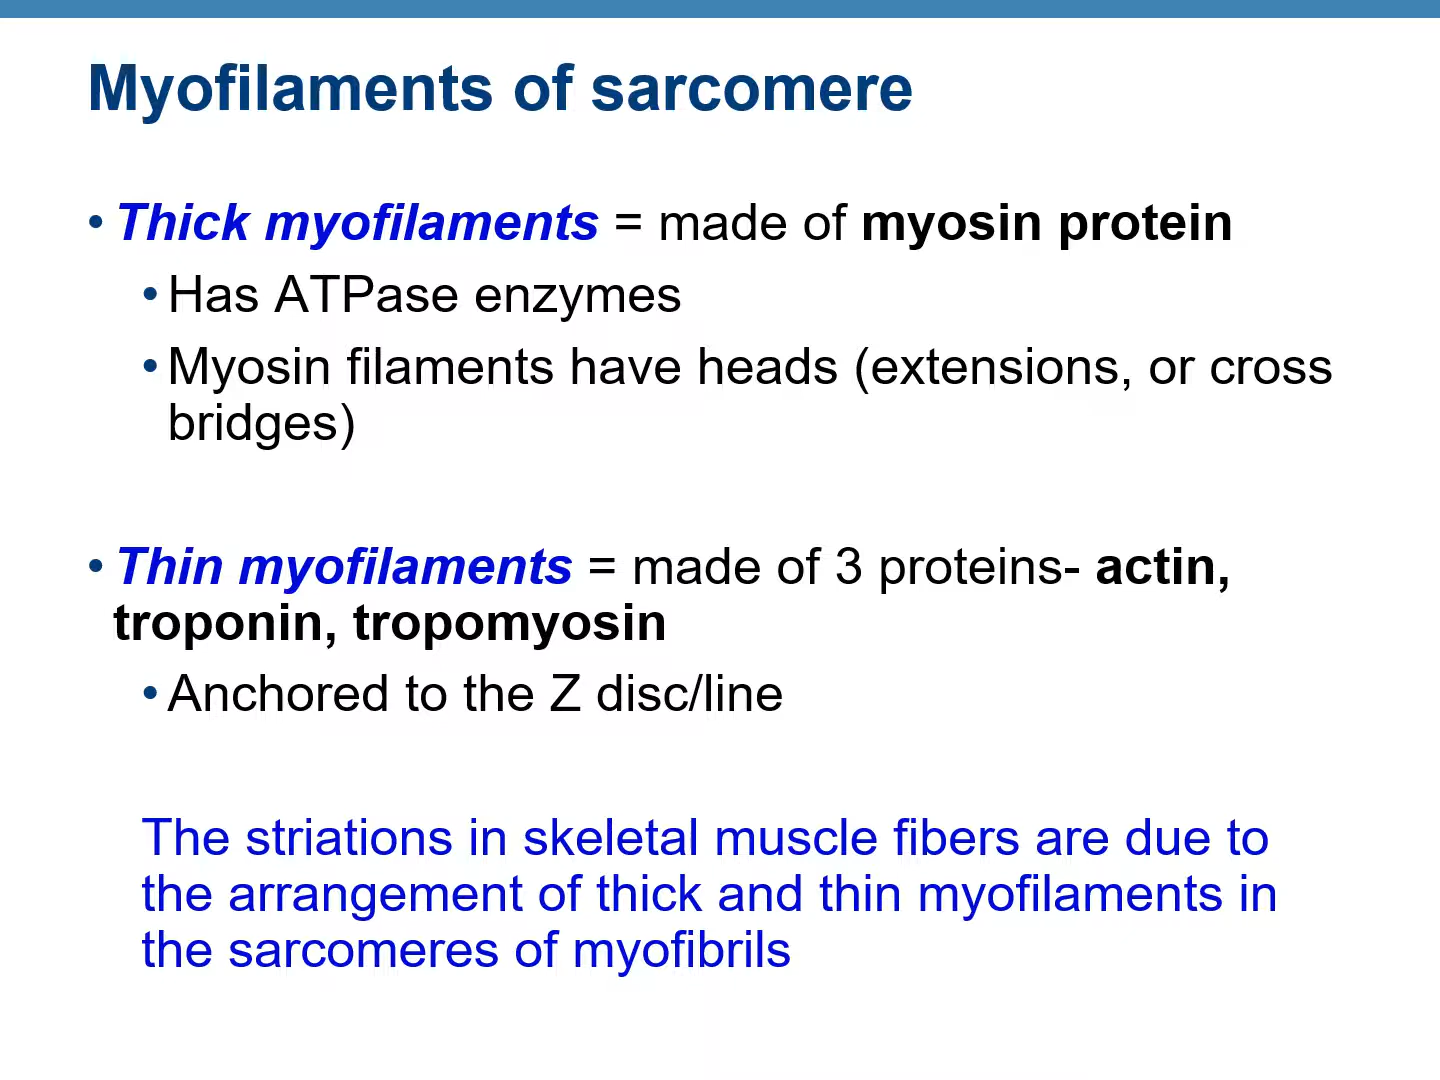 Myofilaments of sarcomere
• Thick myofilaments = made of myosin protein
• Has ATPase enzymes
• Myosin filaments have heads (extensions, or cross
bridges)
• Thin myofilaments = made of 3 proteins- actin,
troponin, tropomyosin
• Anchored to the Z disc/line
The striations in skeletal muscle fibers are due to
the arrangement of thick and thin myofilaments in
the sarcomeres of myofibrils